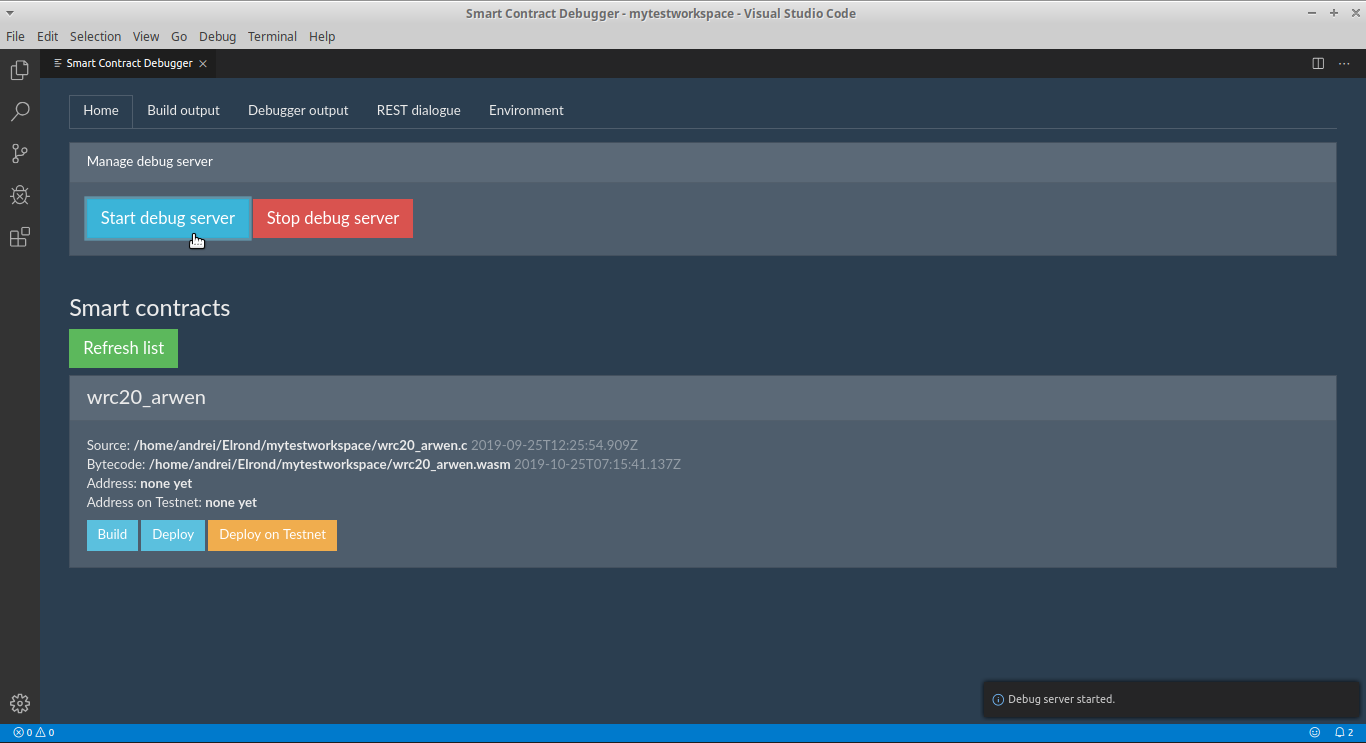 Smart Contract Debugger - mytestworkspace - Visual Studio Code
File Edit Selection View Go Debug Terminal Help
Smart Contract Debugger
Home Build output Debugger output REST dialogue Environment
Manage debug server
Start debug server Stop debug server
Smart contracts
Refresh list
wrc20_arwen
Source: /home/andrei/Elrond/mytestworkspace/wrc20_arwen.c 2019-09-25T12:25:54.909Z
Bytecode: /home/andrei/Elrond/mytestworkspace/wrc20_arwen.wasm 2019-10-25T07:15:41.137Z
Address: none yet
Address on Testnet: none yet
Build Deploy Deploy on Testnet
Debug server started.
0 0 2